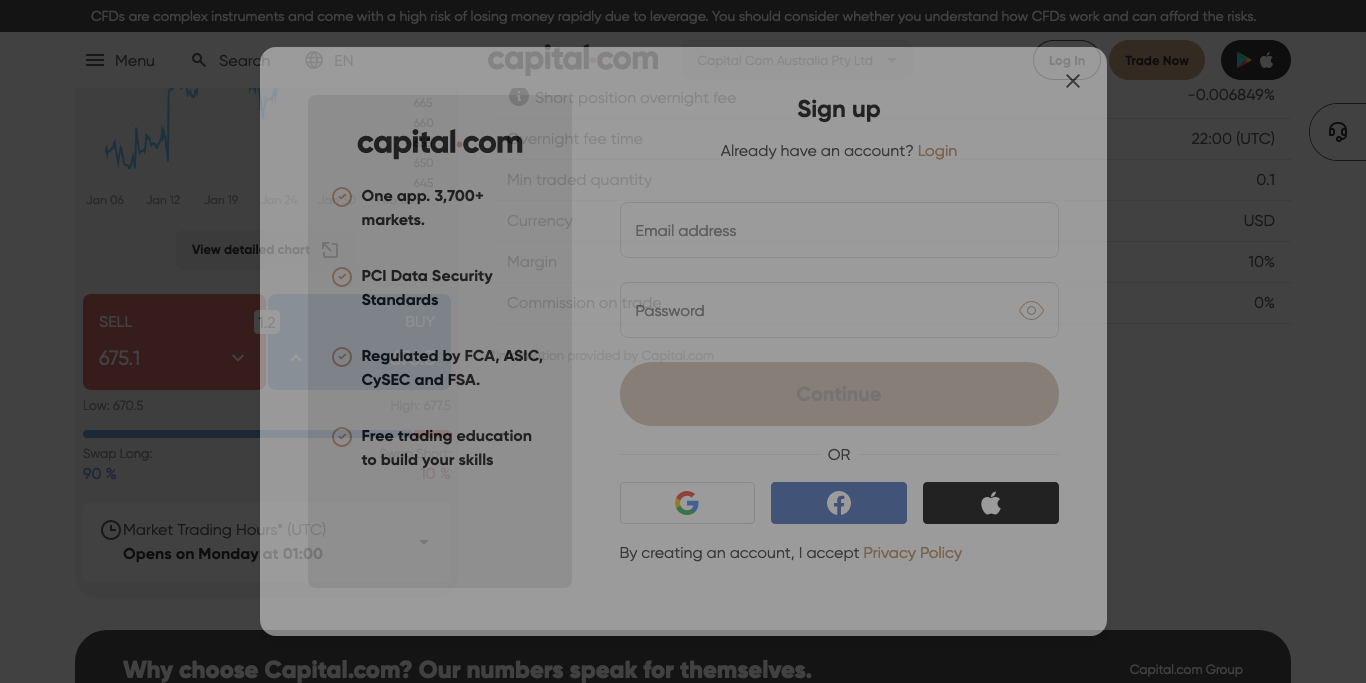 CFDs are complex instruments and come with a high risk of losing money rapidly due to leverage. You should consider whether you understand how CFDs work and can afford the risks.
Menu
Search
EN
capital.com
Capital Com Australia Pty Ltd
Log In
Trade Now
665
660
650
645
Jan 06
Jan 12
Jan 19
Jan 24
View detailed chart
SELL
675.1
1.2
BUY
Low: 670.5
High: 677.5
Swap Long:
90 %
10 %
Market Trading Hours* (UTC)
Opens on Monday at 01:00
Short position overnight fee
-0.006849%
Overnight fee time
22:00 (UTC)
Min traded quantity
0.1
Currency
USD
Margin
10%
Commission on trade
0%
provided by Capital.com
capital.com
One app. 3,700+
markets.
PCI Data Security
Standards
Regulated by FCA, ASIC,
CySEC and FSA.
Free trading education
to build your skills
Sign up
Already have an account? Login
Email address
Password
Continue
OR
By creating an account, I accept Privacy Policy
Why choose Capital.com? Our numbers speak for themselves.
Capital.com Group